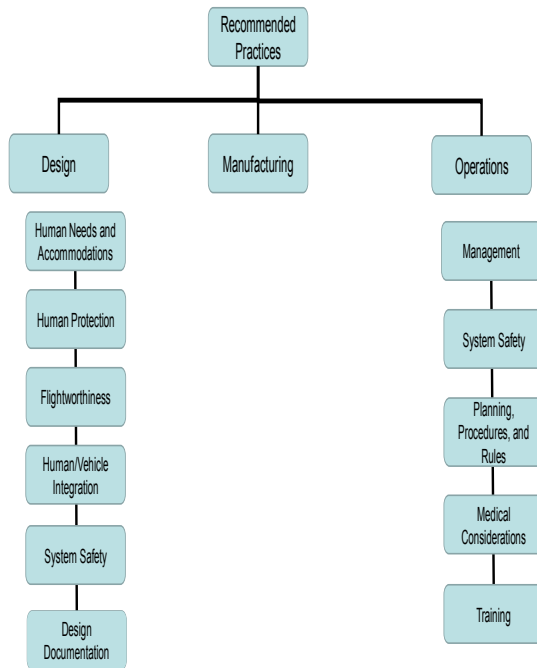 Recommended
Practices
Design
Manufacturing
Operations
Human Needs and
Accommodations
Human Protection
Flightworthiness
Human/Vehicle
Integration
System Safety
Design
Documentation
Management
System Safety
Planning,
Procedures, and
Rules
Medical
Considerations
Training